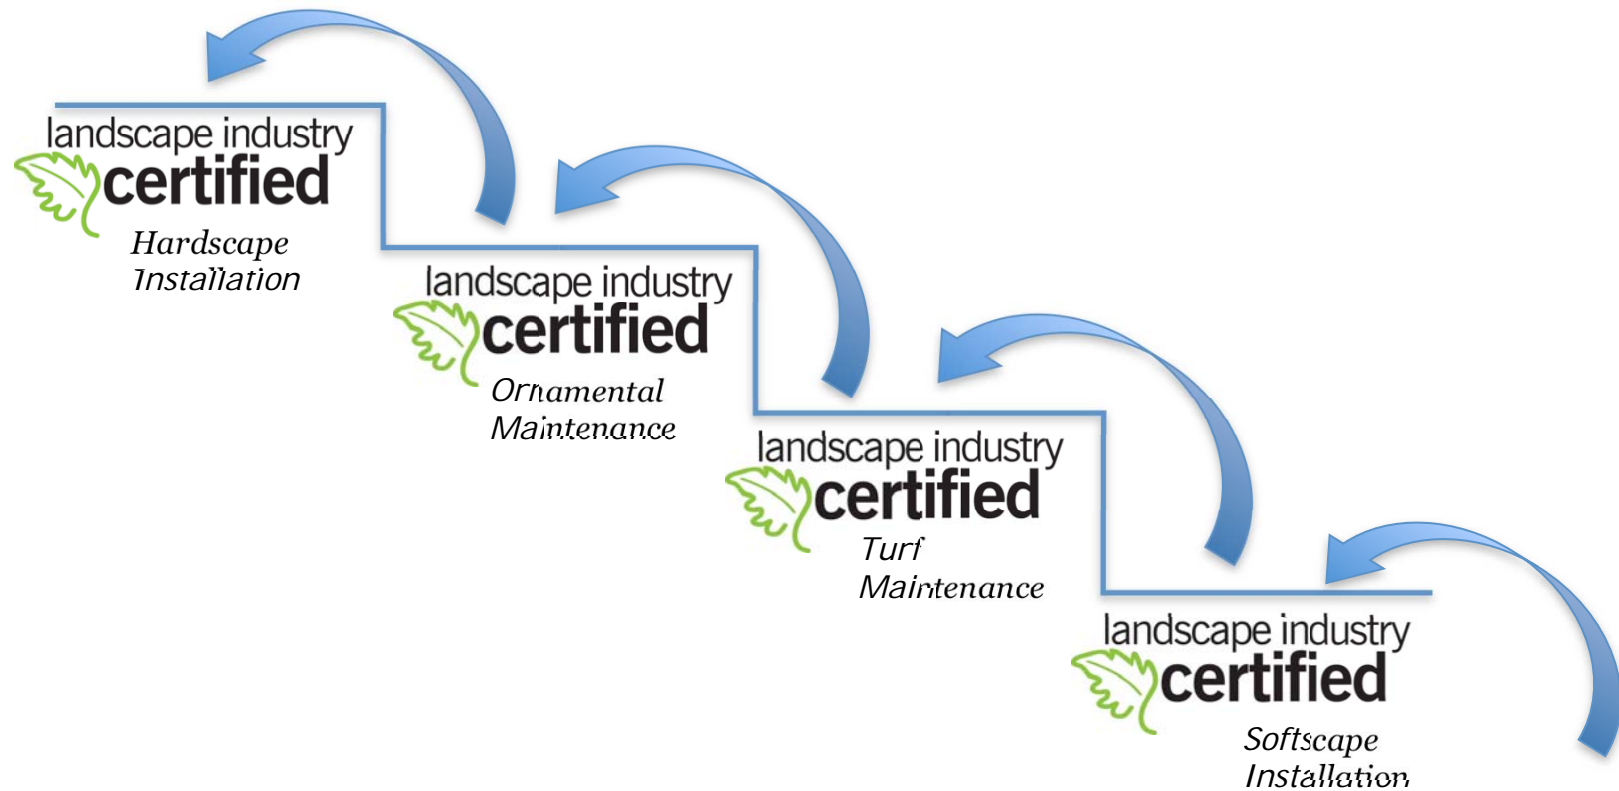 landscape industry
certified
Hardscape
Installation
landscape industry
certified
Ornamental
Maintenance
landscape industry
certified
Turf
Maintenance
landscape industry
certified
Softscape
Installation